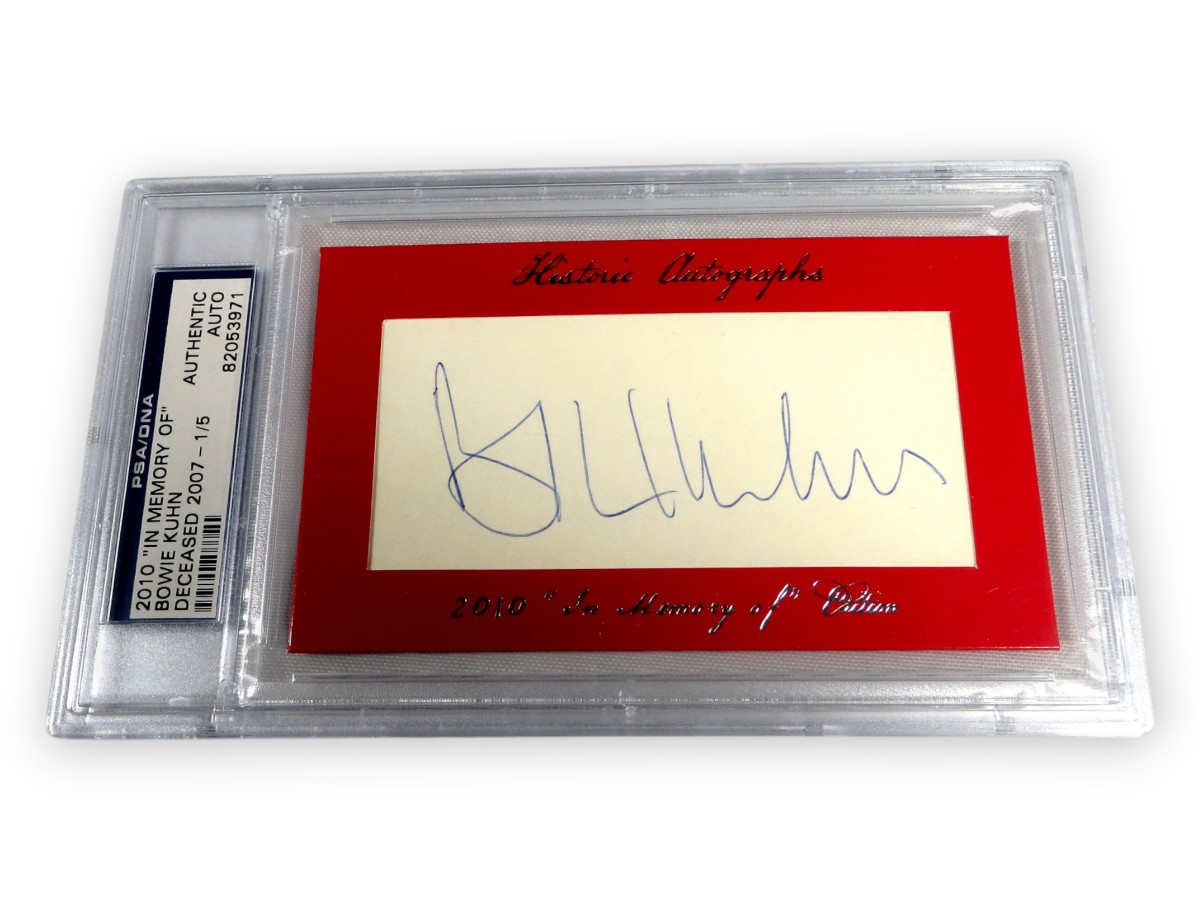 PSA/DNA
2010 "IN MEMORY OF"
BOWIE KUHN
DECEASED 2007 - 1/5
AUTHENTIC
AUTO
82053971
Historic Autographs
2010 "In Memory of" Edition